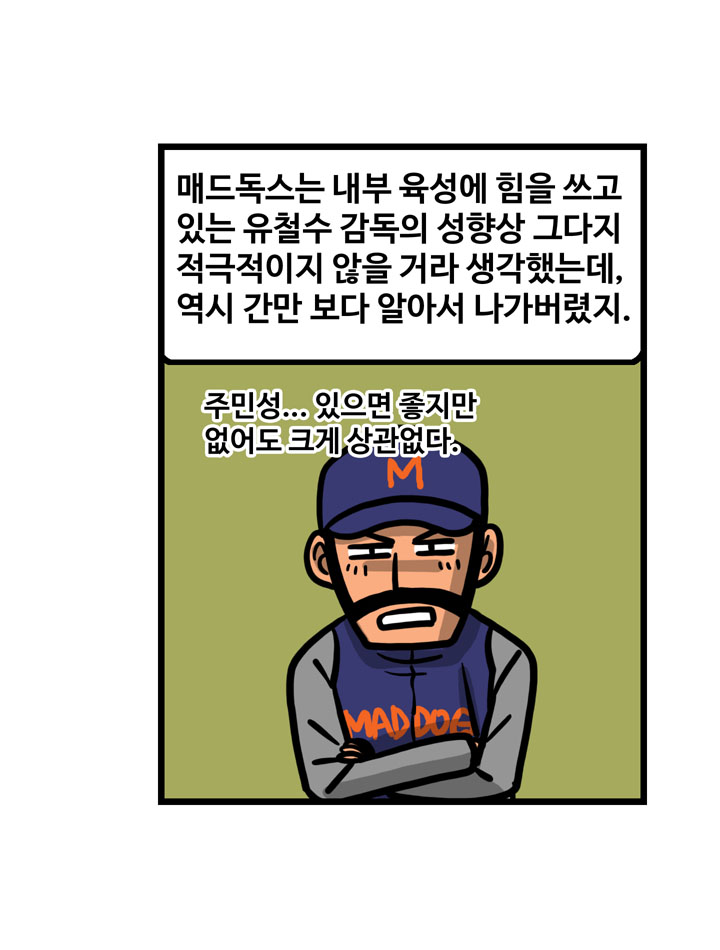 매드독스는 내부 육성에 힘을 쓰고
있는 유철수 감독의 성향상 그다지
적극적이지 않을 거라 생각했는데,
역시 간만 보다 알아서 나가버렸지.
주민성... 있으면 좋지만
없어도 크게 상관없다.
M
MAD DOG